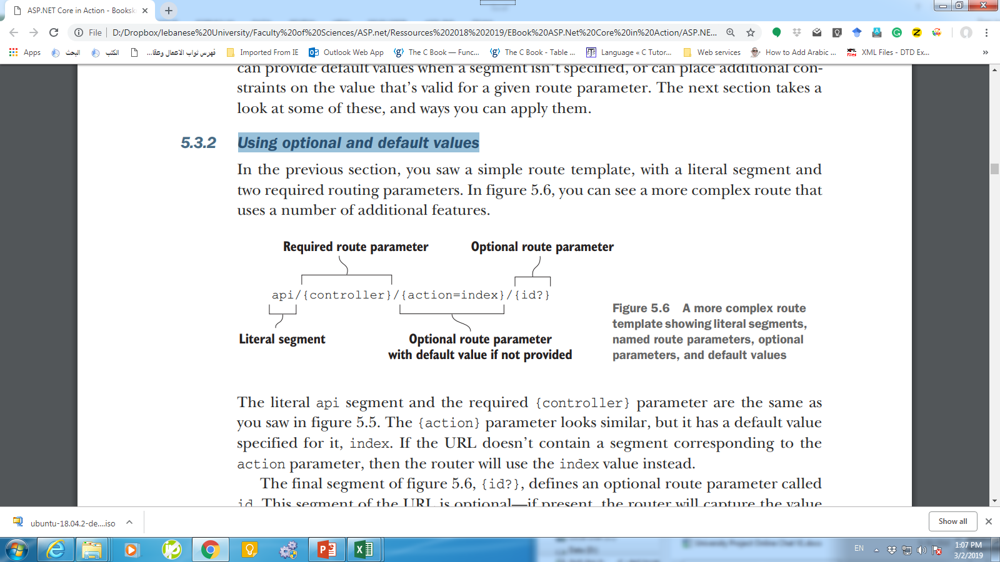 ASP.NET Core in Action - Booksk
File
D:/Dropbox/lebanese%20University/Faculty%20of%20Sciences/ASP.net/Ressources%202018%202019/EBook%20ASP.Net%20Core%20in%20Action/ASP.NE...
Apps
البحث
الكتب
فهرس نواب الاعمال وعقا...
Imported From IE
Outlook Web App
The C Book — Func...
The C Book - Table ...
Language « C Tutor...
Web services
How to Add Arabic ...
XML Files - DTD Ex...
»
can provide default values when a segment isn't specified, or can place additional con-
straints on the value that's valid for a given route parameter. The next section takes a
look at some of these, and ways you can apply them.
5.3.2 Using optional and default values
In the previous section, you saw a simple route template, with a literal segment and
two required routing parameters. In figure 5.6, you can see a more complex route that
uses a number of additional features.
Required route parameter
Optional route parameter
api/{controller}/{action=index}/{id?}
Literal segment
Optional route parameter
with default value if not provided
Figure 5.6 A more complex route
template showing literal segments,
named route parameters, optional
parameters, and default values
The literal api segment and the required {controller} parameter are the same as
you saw in figure 5.5. The {action} parameter looks similar, but it has a default value
specified for it, index. If the URL doesn't contain a segment corresponding to the
action parameter, then the router will use the index value instead.
The final segment of figure 5.6, {id?}, defines an optional route parameter called
id. This segment of the URL is optional—if present, the router will capture the value
ubuntu-18.04.2-de....iso
Show all
EN
1:07 PM
3/2/2019